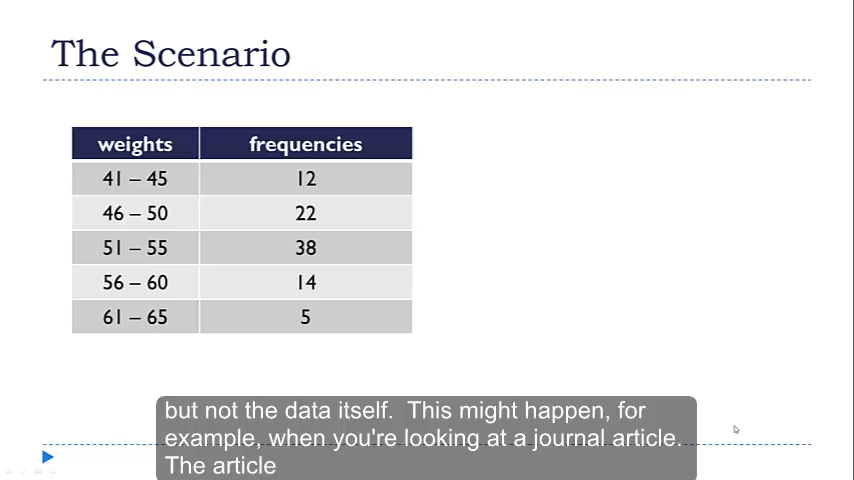 The Scenario
weights frequencies
41 – 45 12
46 – 50 22
51 – 55 38
56 – 60 14
61 – 65 5
but not the data itself.  This might happen, for
example, when you're looking at a journal article.
The article